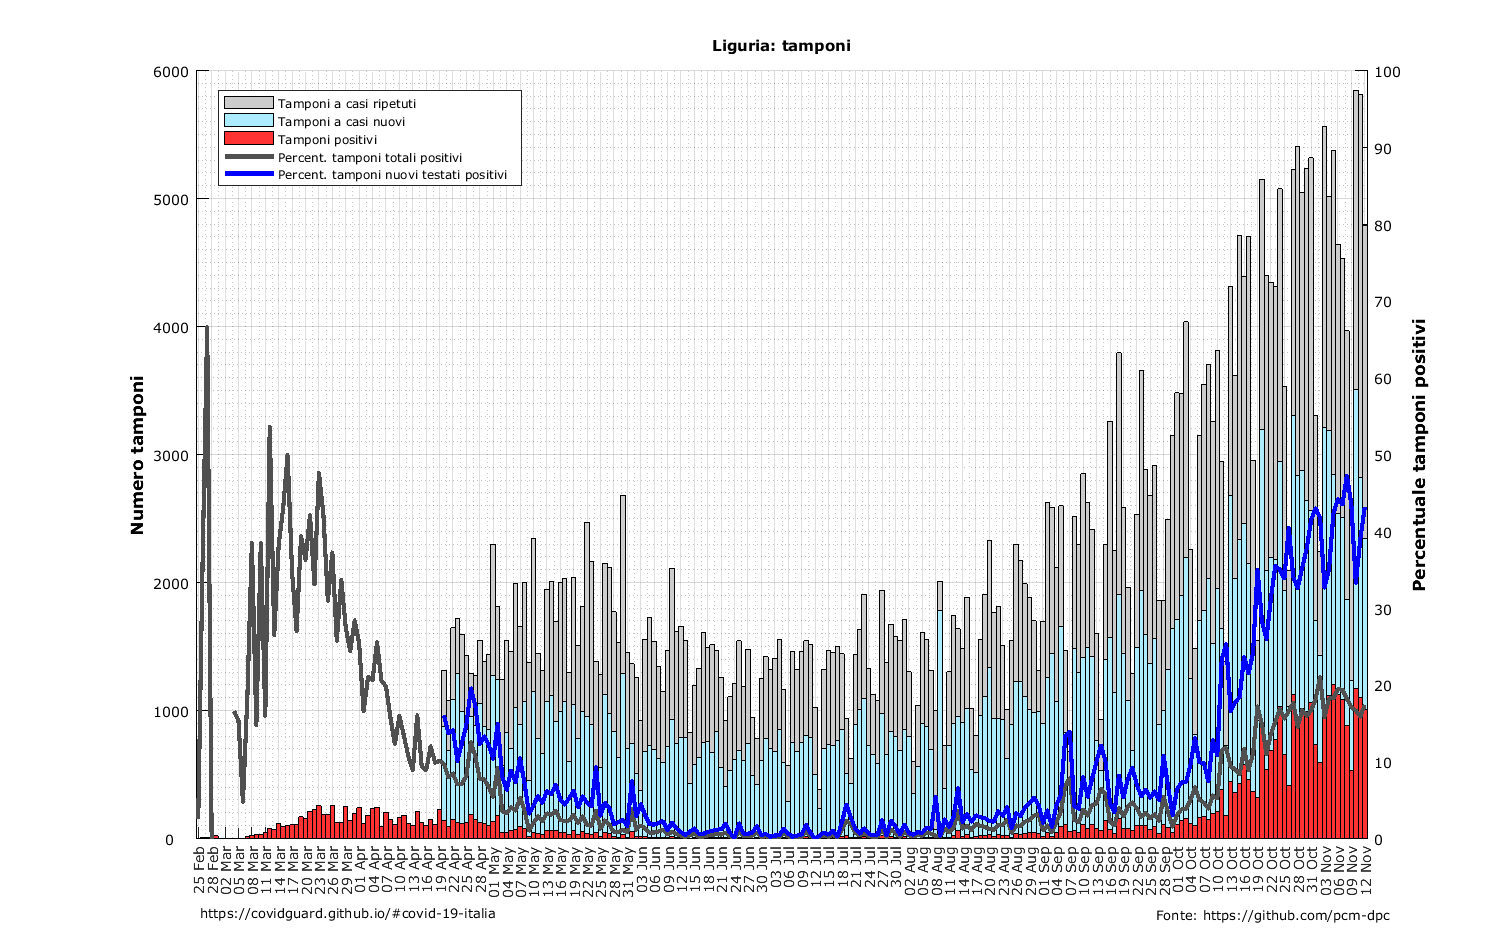 Liguria: tamponi
6000
5000
4000
3000
2000
1000
0
Numero tamponi
Tamponi a casi ripetuti
Tamponi a casi nuovi
Tamponi positivi
Percent. tamponi totali positivi
Percent. tamponi nuovi testati positivi
100
90
80
70
60
50
40
30
20
10
0
Percentuale tamponi positivi
25 Feb
28 Feb
02 Mar
05 Mar
08 Mar
11 Mar
14 Mar
17 Mar
20 Mar
23 Mar
26 Mar
29 Mar
01 Apr
04 Apr
07 Apr
10 Apr
13 Apr
16 Apr
19 Apr
22 Apr
25 Apr
28 Apr
01 May
04 May
07 May
10 May
13 May
16 May
19 May
22 May
25 May
28 May
31 May
03 Jun
06 Jun
09 Jun
12 Jun
15 Jun
18 Jun
21 Jun
24 Jun
27 Jun
30 Jun
03 Jul
06 Jul
09 Jul
12 Jul
15 Jul
18 Jul
21 Jul
24 Jul
27 Jul
30 Jul
02 Aug
05 Aug
08 Aug
11 Aug
14 Aug
17 Aug
20 Aug
23 Aug
26 Aug
29 Aug
01 Sep
04 Sep
07 Sep
10 Sep
13 Sep
16 Sep
19 Sep
22 Sep
25 Sep
28 Sep
01 Oct
04 Oct
07 Oct
10 Oct
13 Oct
16 Oct
19 Oct
22 Oct
25 Oct
28 Oct
31 Oct
03 Nov
06 Nov
09 Nov
12 Nov
https://covidguard.github.io/#covid-19-italia
Fonte: https://github.com/pcm-dpc